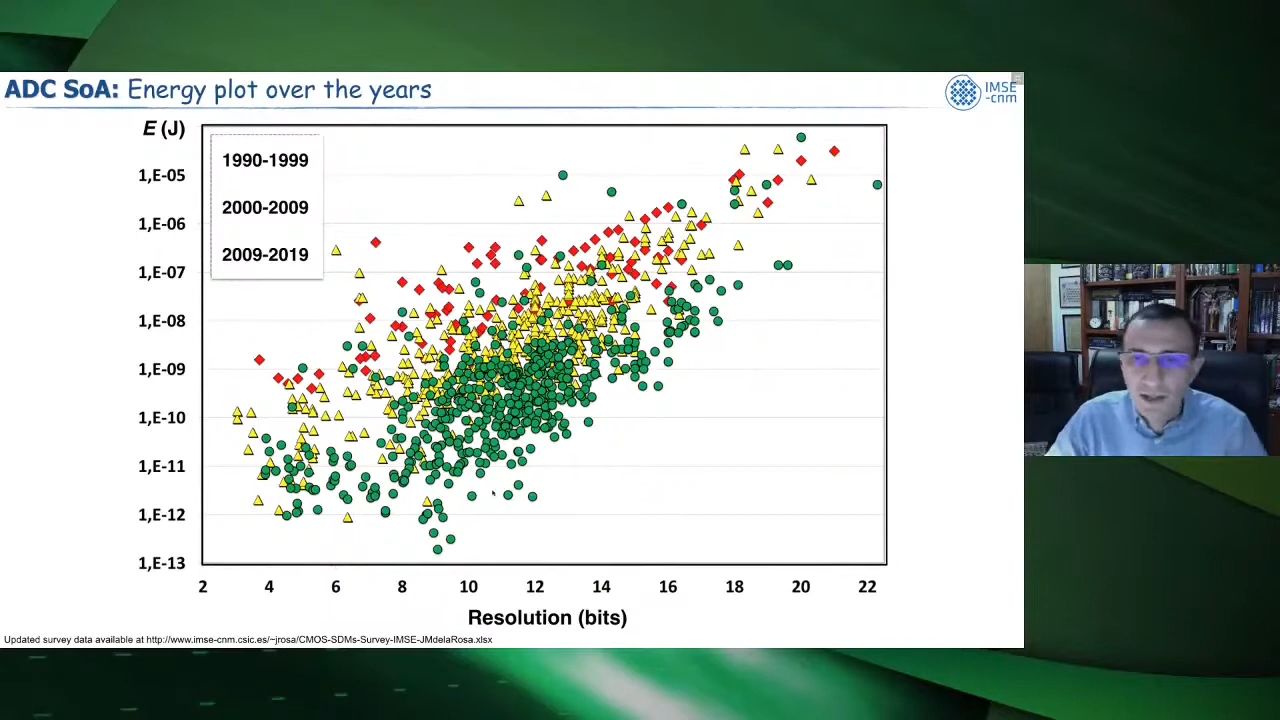 ADC SoA: Energy plot over the years
IMSE
-cnm
E (J)
1990-1999
2000-2009
2009-2019
1,E-05
1,E-06
1,E-07
1,E-08
1,E-09
1,E-10
1,E-11
1,E-12
1,E-13
2 4 6 8 10 12 14 16 18 20 22
Resolution (bits)
Updated survey data available at http://www.imse-cnm.csic.es/~jrosa/CMOS-SDMs-Survey-IMSE-JMdelaRosa.xlsx